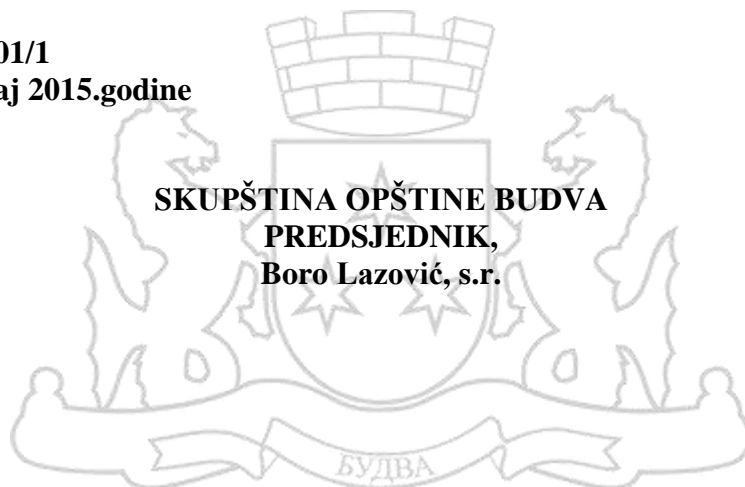 01/1
aj 2015.godine
SKUPŠTINA OPŠTINE BUDVA
PREDSJEDNIK,
Boro Lazović, s.r.
БУДВА